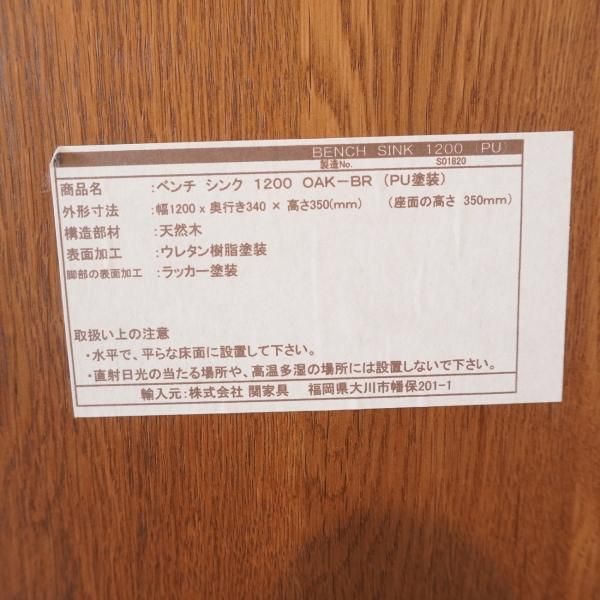 BENCH SINK 1200 (PU)
製造No. S01820
商品名 :ベンチ シンク 1200 OAK-BR (PU塗装)
外形寸法 :幅1200 x 奥行き340 × 高さ350(mm) (座面の高さ 350mm)
構造部材 :天然木
表面加工 :ウレタン樹脂塗装
脚部の表面加工 :ラッカー塗装
取扱い上の注意
・水平で、平らな床面に設置して下さい。
・直射日光の当たる場所や、高温多湿の場所には設置しないで下さい。
輸入元:株式会社 関家具 福岡県大川市幡保201-1